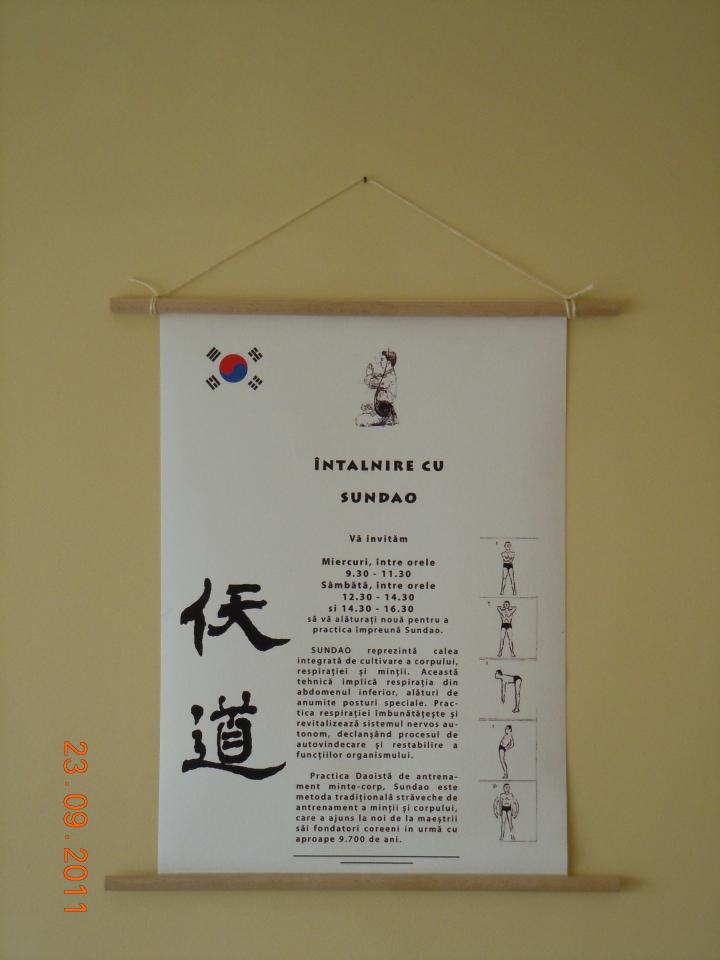 ÎNTALNIRE CU
SUNDAO
Vă invităm
Miercuri, între orele
9.30 - 11.30
Sâmbătă, între orele
12.30 - 14.30
si 14.30 - 16.30
să vă alăturați nouă pentru a
practica împreună Sundao.
SUNDAO reprezintă calea
integrată de cultivare a corpului,
respirației și minții. Această
tehnică implică respirația din
abdomenul inferior, alături de
anumite posturi speciale. Prac-
tica respirației îmbunătățește și
revitalizează sistemul nervos au-
tonom, declanșând procesul de
autovindecare și restabilire a
funcțiilor organismului.
Practica Daoistă de antrena-
ment minte-corp, Sundao este
metoda tradițională străveche de
antrenament a minții și corpului,
care a ajuns la noi de la maeștrii
săi fondatori coreeni in urmă cu
aproape 9.700 de ani.
仸
道
23.09.2011